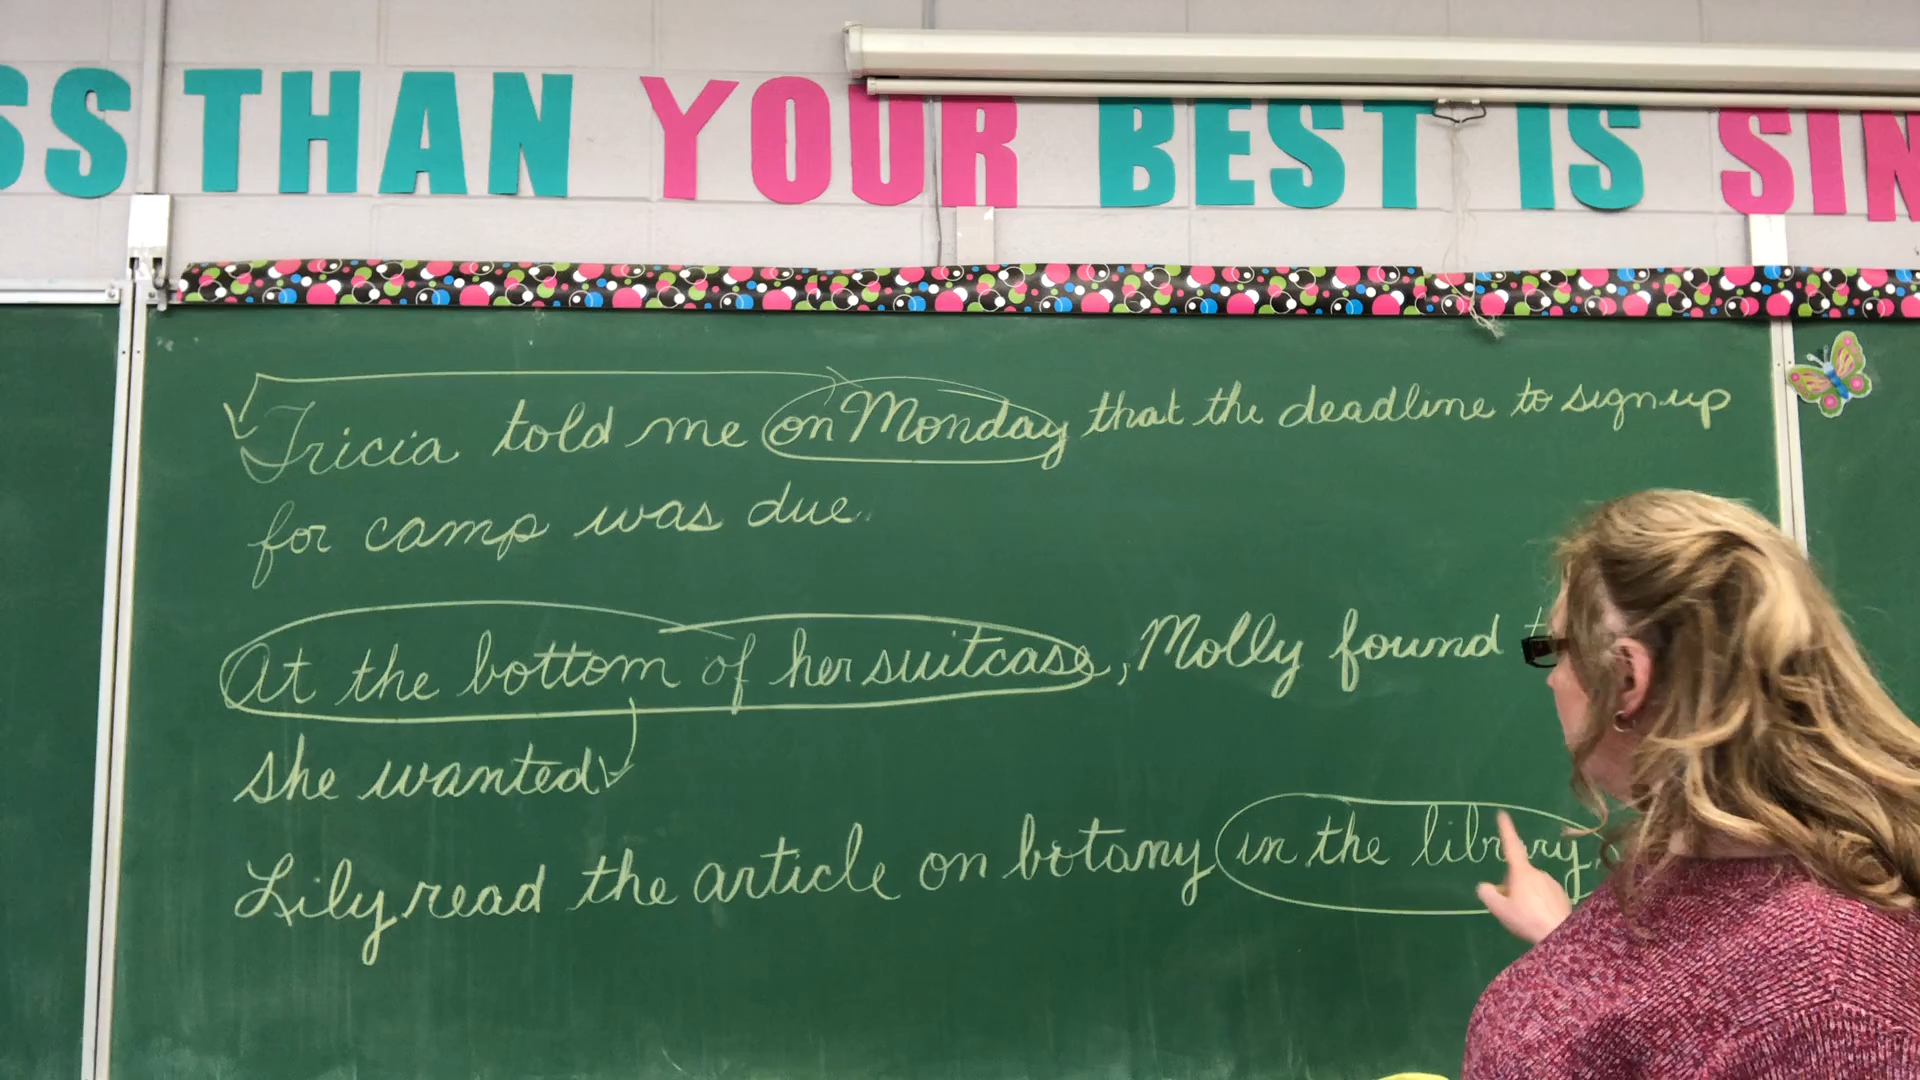 SS THAN YOUR BEST IS SIN
Tricia told me on Monday that the deadline to sign up
for camp was due.
At the bottom of her suitcase, Molly found
she wanted
Lily read the article on botany in the library.